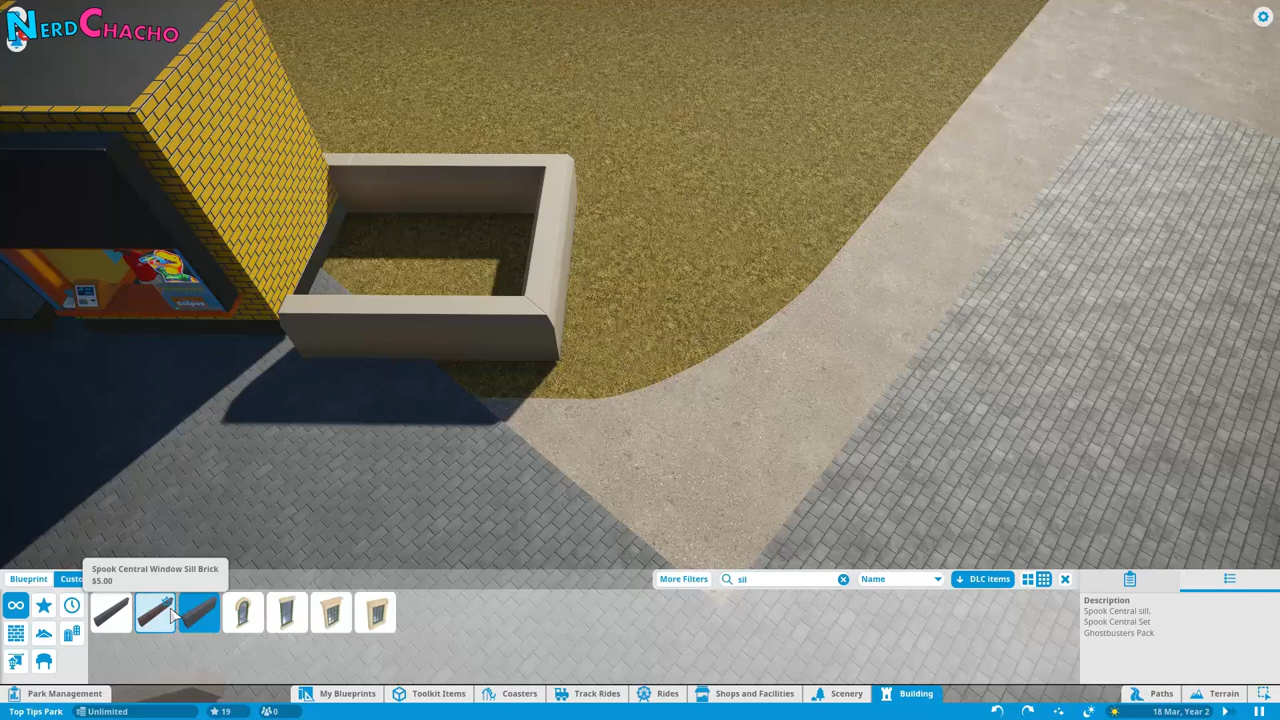 NERDCHACHO
Spook Central Window Sill Brick
$5.00
Blueprint
Custo
More Filters
sil
Name
DLC items
Description
Spook Central sill.
Spook Central Set
Ghostbusters Pack
Park Management
My Blueprints
Toolkit Items
Coasters
Track Rides
Rides
Shops and Facilities
Scenery
Building
Paths
Terrain
Top Tips Park
Unlimited
19
0
18 Mar, Year 2